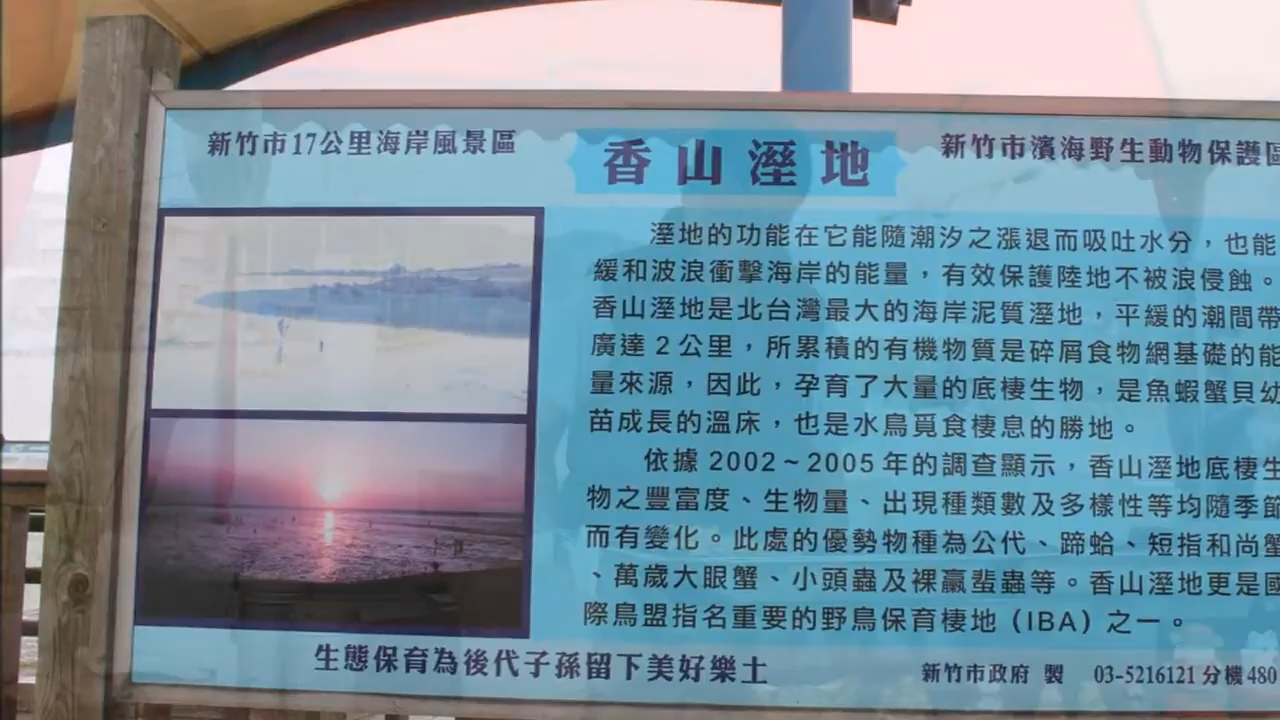 新竹市17公里海岸風景區
香山溼地
新竹市濱海野生動物保護區
溼地的功能在它能隨潮汐之漲退而吸吐水分，也能
緩和波浪衝擊海岸的能量，有效保護陸地不被浪侵蝕。
香山溼地是北台灣最大的海岸泥質溼地，平緩的潮間帶
廣達2公里，所累積的有機物質是碎屑食物網基礎的能
量來源，因此，孕育了大量的底棲生物，是魚蝦蟹貝幼
苗成長的溫床，也是水鳥覓食棲息的勝地。
依據2002~2005年的調查顯示，香山溼地底棲生
物之豐富度、生物量、出現種類數及多樣性等均隨季節
而有變化。此處的優勢物種為公代、蹄蛤、短指和尚蟹
、萬歲大眼蟹、小頭蟲及裸贏蜚蟲等。香山溼地更是國
際鳥盟指名重要的野鳥保育棲地（IBA）之一。
生態保育為後代子孫留下美好樂土
新竹市政府 製 03-5216121分機480